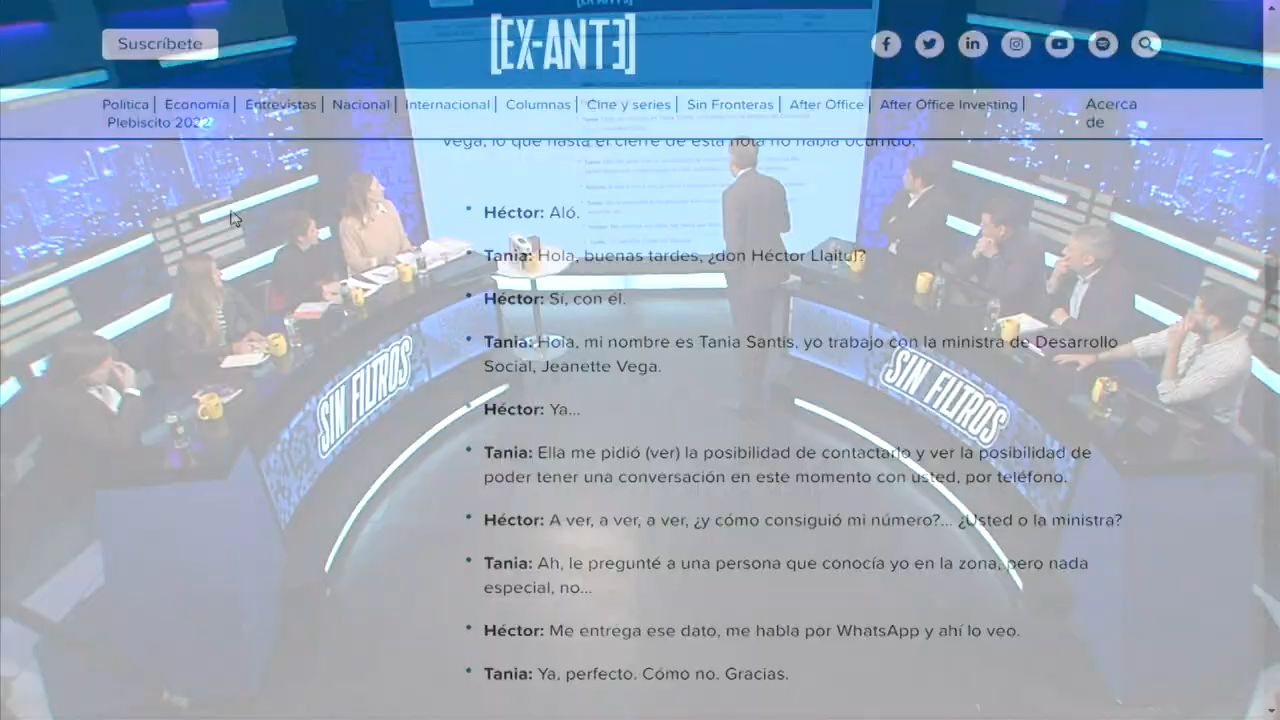 Suscríbete
[EX-ANTE]
Política | Economía | Entrevistas | Nacional | Internacional | Columnas | Cine y series | Sin Fronteras | After Office | After Office Investing | Acerca de
Plebiscito 2022
Vega, lo que hasta el cierre de esta nota no había ocurrido.
Héctor: Aló.
Tania: Hola, buenas tardes, ¿don Héctor Llaitul?
Héctor: Sí, con él.
Tania: Hola, mi nombre es Tania Santis, yo trabajo con la ministra de Desarrollo
Social, Jeanette Vega.
Héctor: Ya...
Tania: Ella me pidió (ver) la posibilidad de contactarlo y ver la posibilidad de
poder tener una conversación en este momento con usted, por teléfono.
Héctor: A ver, a ver, a ver, ¿y cómo consiguió mi número?... ¿Usted o la ministra?
Tania: Ah, le pregunté a una persona que conocía yo en la zona, pero nada
especial, no...
Héctor: Me entrega ese dato, me habla por WhatsApp y ahí lo veo.
Tania: Ya, perfecto. Cómo no. Gracias.
SIN FILTROS
SIN FILTROS